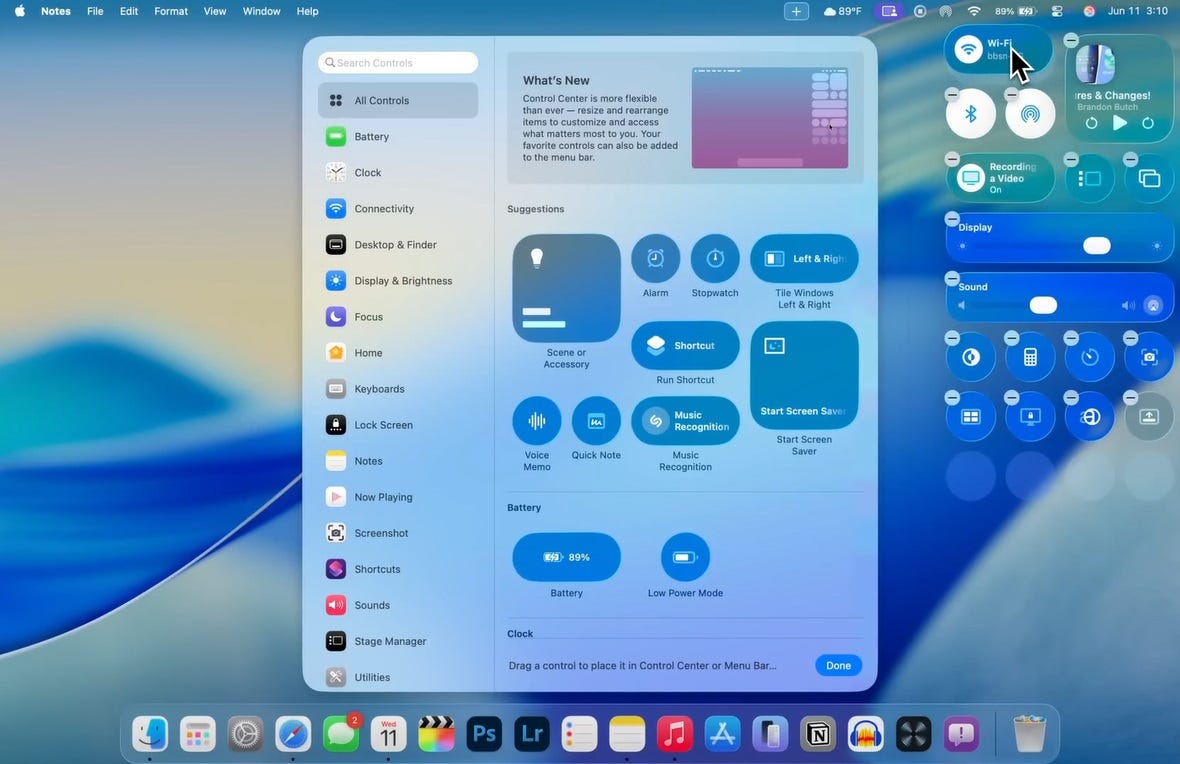 Notes File Edit Format View Window Help
89°F 89% Jun 11 3:10
Search Controls
All Controls
Battery
Clock
Connectivity
Desktop & Finder
Display & Brightness
Focus
Home
Keyboards
Lock Screen
Notes
Now Playing
Screenshot
Shortcuts
Sounds
Stage Manager
Utilities
What's New
Control Center is more flexible
than ever — resize and rearrange
items to customize and access
what matters most to you. Your
favorite controls can also be added
to the menu bar.
Suggestions
Scene or
Accessory
Alarm
Stopwatch
Left & Righ
Tile Windows
Left & Right
Shortcut
Run Shortcut
Start Screen Saver
Start Screen
Saver
Voice
Memo
Quick Note
Music
Recognition
Music
Recognition
Battery
89%
Battery
Low Power Mode
Clock
Drag a control to place it in Control Center or Menu Bar...
Done
Wi-Fi
bbsn
res & Changes!
Brandon Butch
Recording
a Video
On
Display
Sound
2
Wed
11
Ps
Lr
N